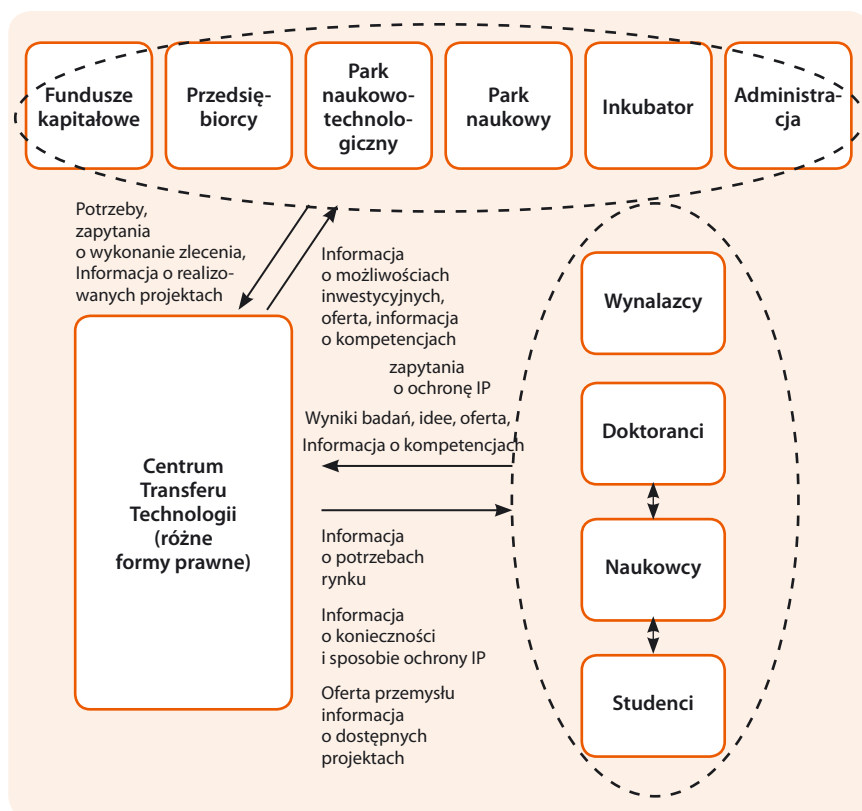 Fundusze
kapitałowe
Przedsię-
biorcy
Park
naukowo-
technolo-
giczny
Park
naukowy
Inkubator
Administra-
cja
Potrzeby,
zapytania
o wykonanie zlecenia,
Informacja o realizo-
wanych projektach
Informacja
o możliwościach
inwestycyjnych,
oferta, informacja
o kompetencjach
zapytania
o ochronę IP
Wyniki badań, idee, oferta,
Informacja o kompetencjach
Centrum
Transferu
Technologii
(różne
formy prawne)
Informacja
o potrzebach
rynku
Informacja
o konieczności
i sposobie ochrony IP
Oferta przemysłu
informacja
o dostępnych
projektach
Wynalazcy
Doktoranci
Naukowcy
Studenci